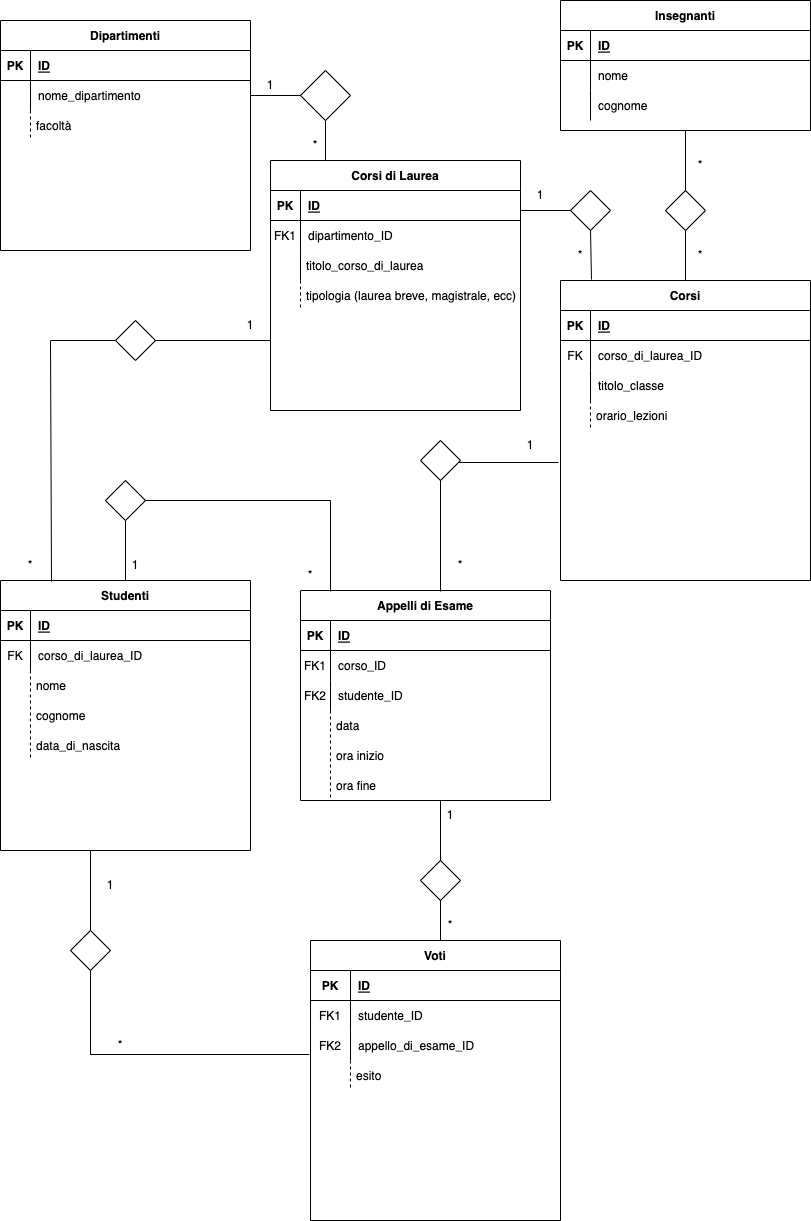 Dipartimenti
PK ID
nome_dipartimento
facoltà
1
*
Insegnanti
PK ID
nome
cognome
*
*
Corsi di Laurea
PK ID
FK1 dipartimento_ID
titolo_corso_di_laurea
tipologia (laurea breve, magistrale, ecc)
1
*
1
*
Corsi
PK ID
FK corso_di_laurea_ID
titolo_classe
orario_lezioni
1
*
1
*
Studenti
PK ID
FK corso_di_laurea_ID
nome
cognome
data_di_nascita
Appelli di Esame
PK ID
FK1 corso_ID
FK2 studente_ID
data
ora inizio
ora fine
1
*
1
*
Voti
PK ID
FK1 studente_ID
FK2 appello_di_esame_ID
esito